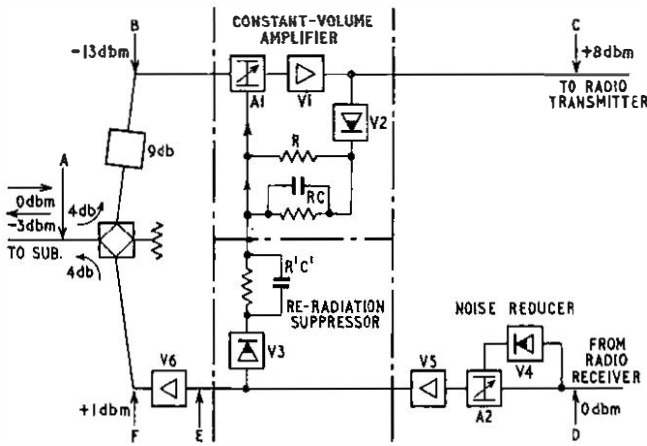 B
-13dbm
CONSTANT-VOLUME
AMPLIFIER
C
+8dbm
TO RADIO
TRANSMITTER
A1
V1
V2
R
RC
9db
A
0dbm
-3dbm
4db
TO SUB.
4db
R'C'
RE-RADIATION
SUPPRESSOR
V3
NOISE REDUCER
V4
FROM
RADIO
RECEIVER
V6
V5
A2
+1dbm
F
E
0dbm
D